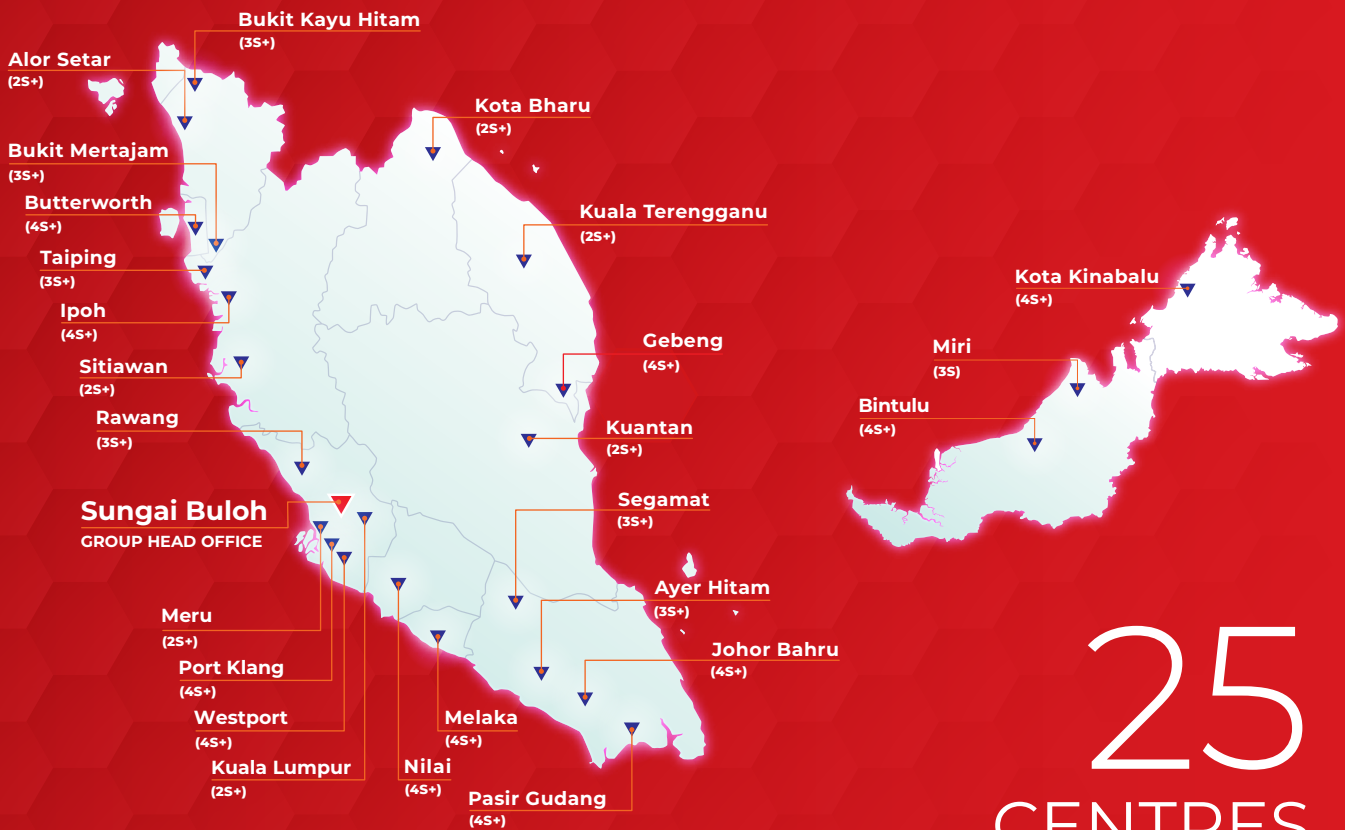 Bukit Kayu Hitam
(3S+)
Alor Setar
(2S+)
Bukit Mertajam
(3S+)
Butterworth
(4S+)
Taiping
(3S+)
Ipoh
(4S+)
Sitiawan
(2S+)
Rawang
(3S+)
Sungai Buloh
GROUP HEAD OFFICE
Meru
(2S+)
Port Klang
(4S+)
Westport
(4S+)
Kuala Lumpur
(2S+)
Nilai
(4S+)
Melaka
(4S+)
Pasir Gudang
(4S+)
Kota Bharu
(2S+)
Kuala Terengganu
(2S+)
Gebeng
(4S+)
Kuantan
(2S+)
Segamat
(3S+)
Ayer Hitam
(3S+)
Johor Bahru
(4S+)
Kota Kinabalu
(4S+)
Miri
(3S)
Bintulu
(4S+)
25
CENTRES